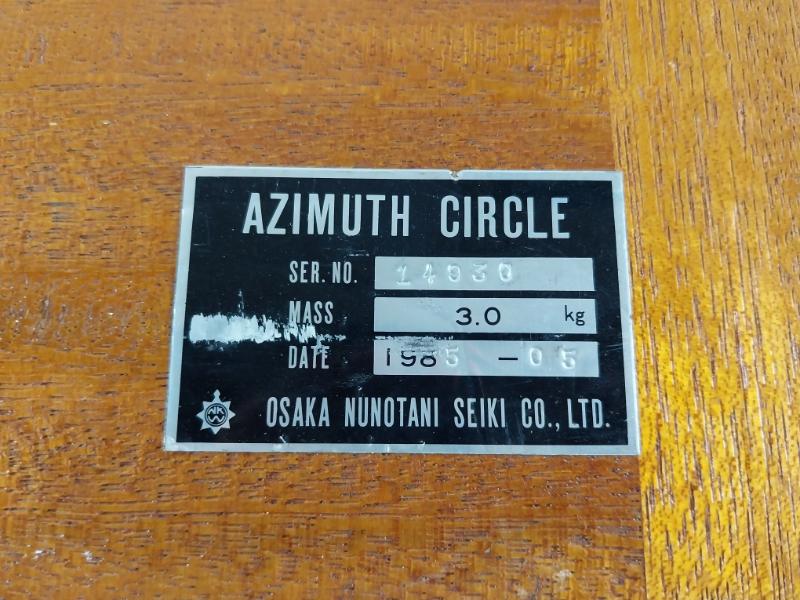 AZIMUTH CIRCLE
SER. NO. 14030
MASS 3.0 kg
DATE 1985 - 05
OSAKA NUNOTANI SEIKI CO., LTD.